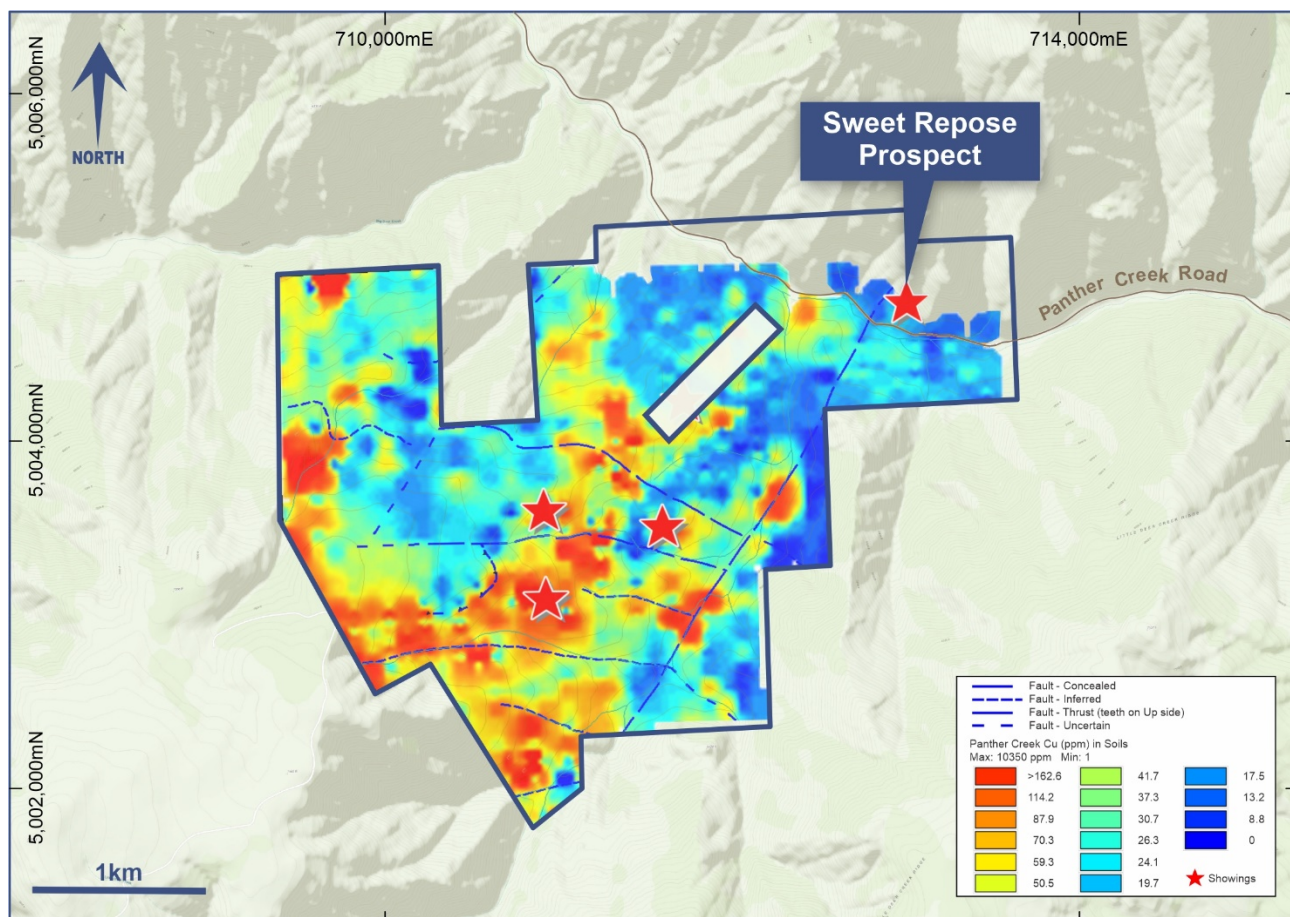 710,000mE
714,000mE
5,006,000mN
NORTH
Sweet Repose
Prospect
Panther Creek Road
5,004,000mN
5,002,000mN
1km
Fault - Concealed
Fault - Inferred
Fault - Thrust (teeth on Up side)
Fault - Uncertain
Panther Creek Cu (ppm) in Soils
Max: 10350 ppm Min: 1
>162.6 41.7 17.5
114.2 37.3 13.2
87.9 30.7 8.8
70.3 26.3 0
59.3 24.1
50.5 19.7 Showings